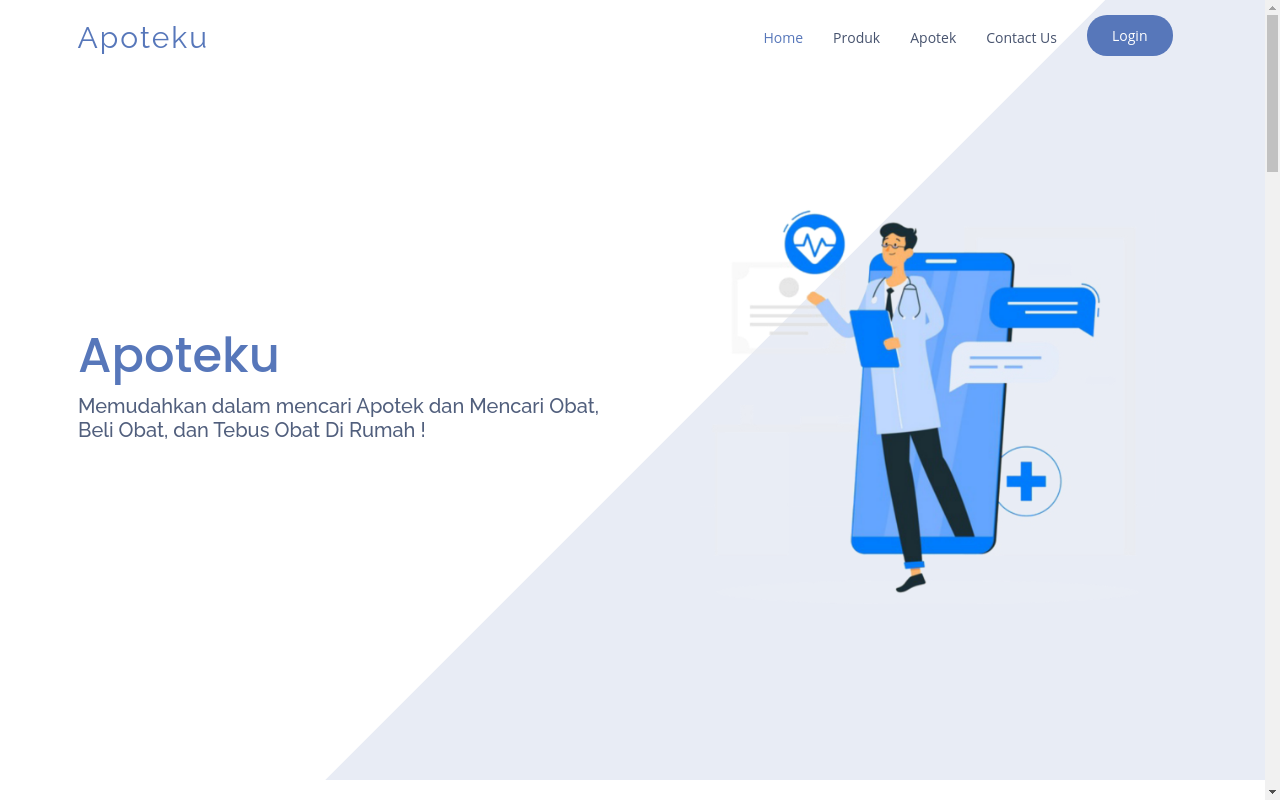 Apoteku
Home
Produk
Apotek
Contact Us
Login
Apoteku
Memudahkan dalam mencari Apotek dan Mencari Obat,
Beli Obat, dan Tebus Obat Di Rumah !